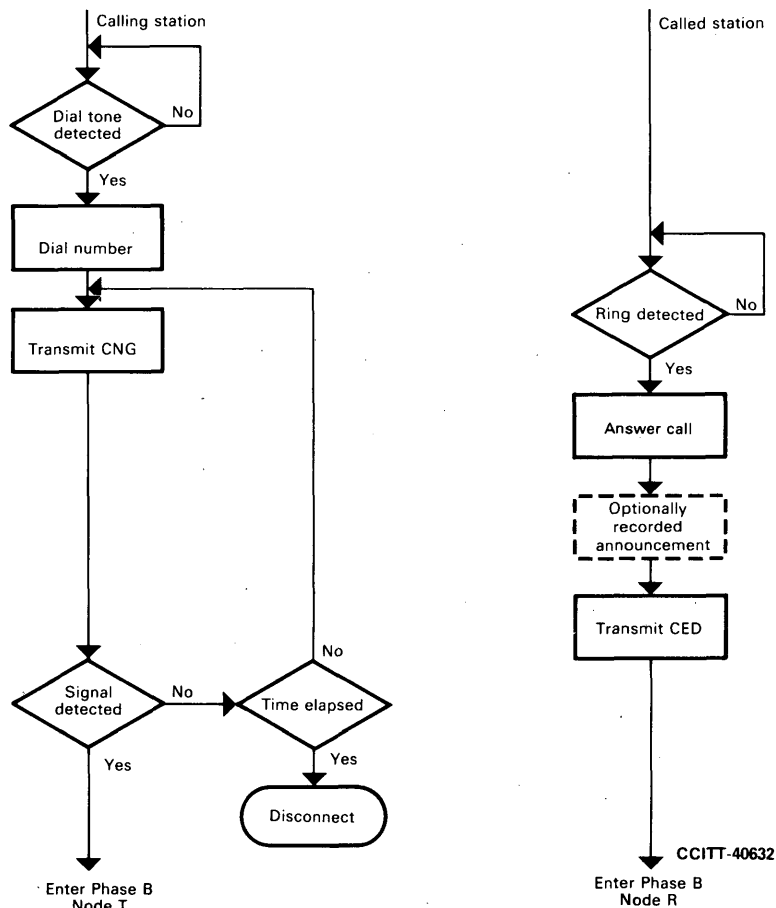 Calling station
Dial tone
detected
No
Yes
Dial number
Transmit CNG
Signal
detected
No
Yes
Time elapsed
No
Yes
Disconnect
Enter Phase B
Node T
Called station
Ring detected
No
Yes
Answer call
Optionally
recorded
announcement
Transmit CED
CCITT-40632
Enter Phase B
Node R